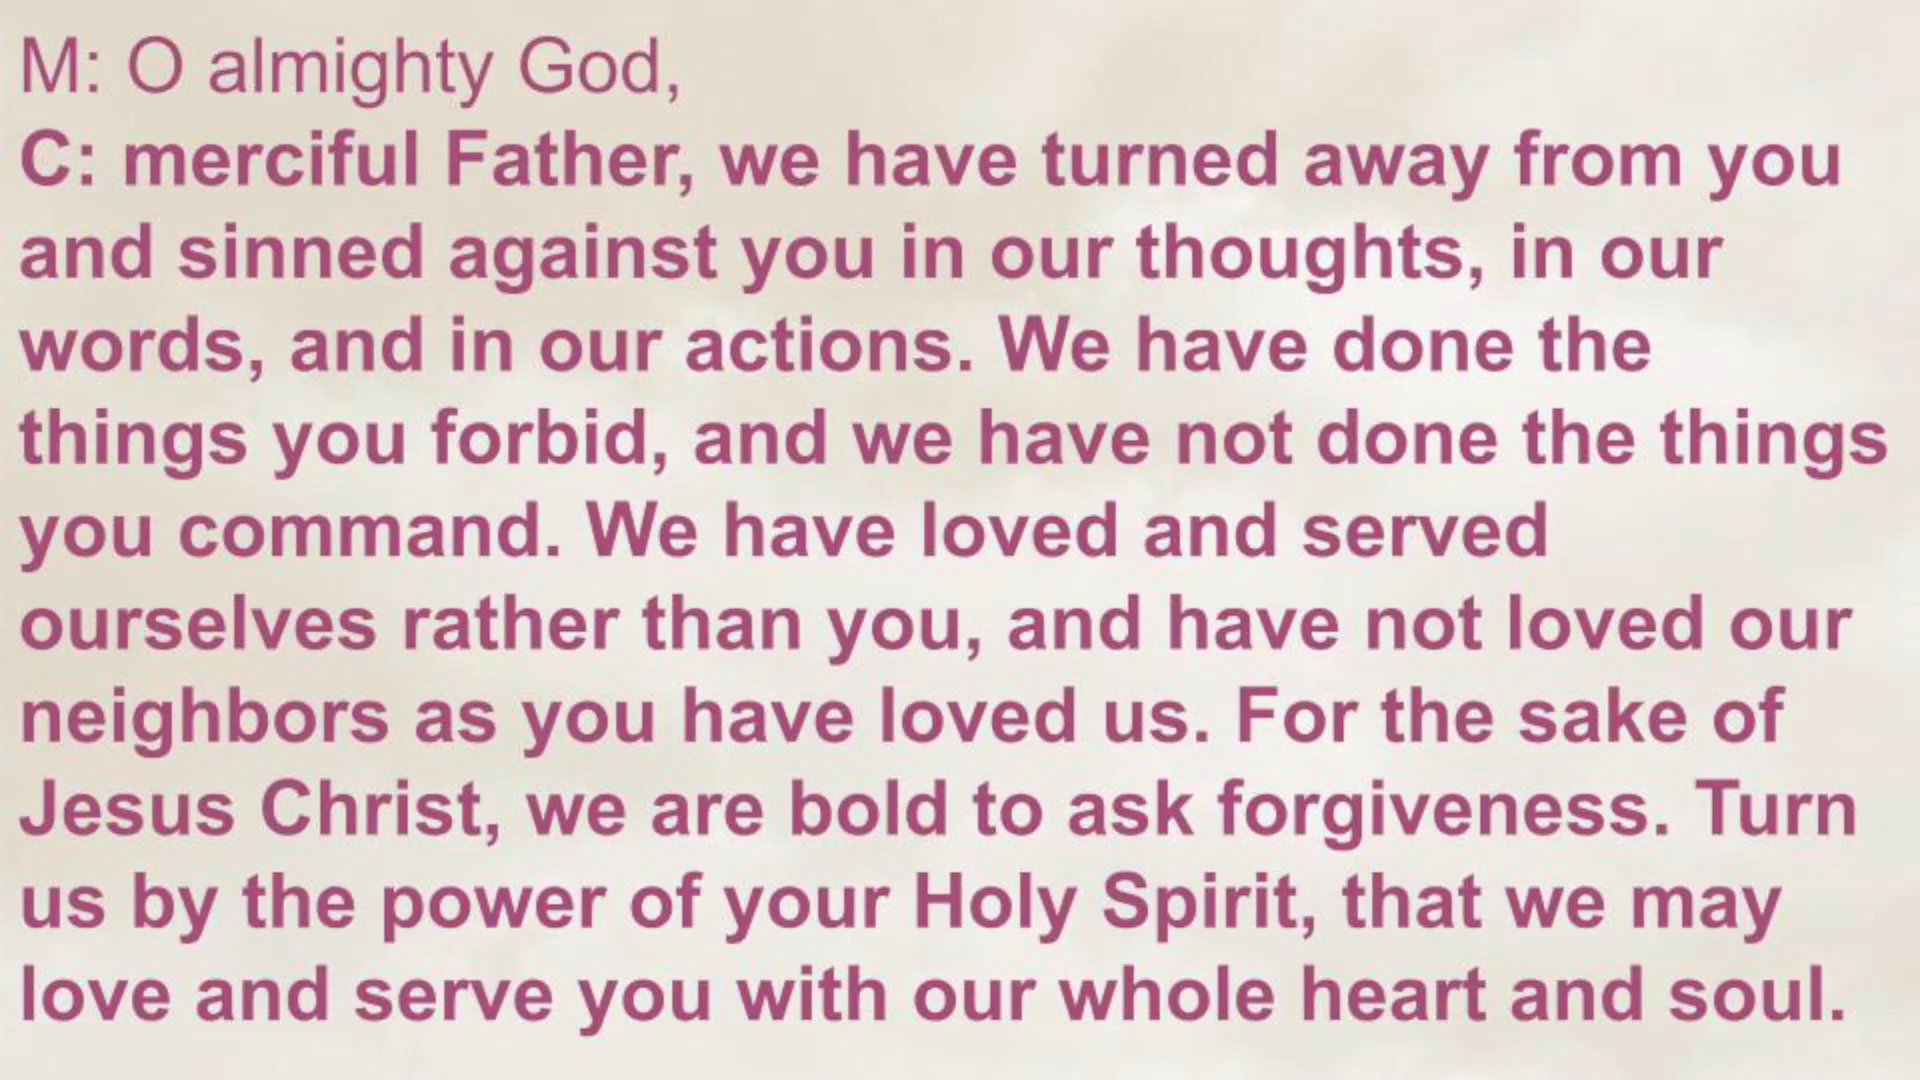 M: O almighty God,
C: merciful Father, we have turned away from you
and sinned against you in our thoughts, in our
words, and in our actions. We have done the
things you forbid, and we have not done the things
you command. We have loved and served
ourselves rather than you, and have not loved our
neighbors as you have loved us. For the sake of
Jesus Christ, we are bold to ask forgiveness. Turn
us by the power of your Holy Spirit, that we may
love and serve you with our whole heart and soul.